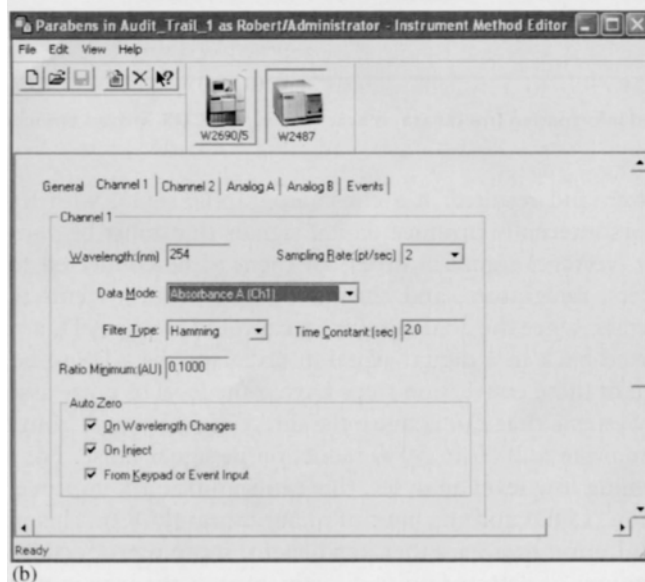 Parabens in Audit_Trail_1 as Robert/Administrator - Instrument Method Editor
File Edit View Help
W2690/5 W2487
General Channel 1 Channel 2 Analog A Analog B Events
Channel 1
Wavelength:(nm) 254 Sampling Rate:(pt/sec) 2
Data Mode: Absorbance A (Ch1)
Filter Type: Hamming Time Constant:(sec) 2.0
Ratio Minimum:(AU) 0.1000
Auto Zero
On Wavelength Changes
On Inject
From Keypad or Event Input
Ready
(b)